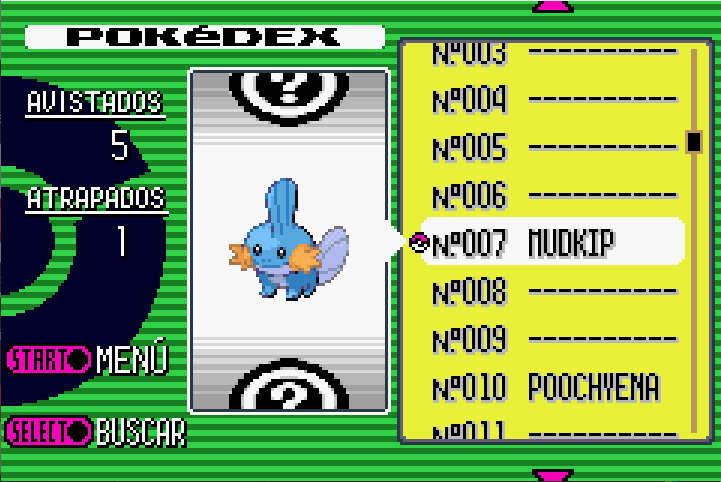 POKéDEX
AVISTADOS
5
ATRAPADOS
1
START MENÚ
SELECT BUSCAR
?
?
Nº003 ----------
Nº004 ----------
Nº005 ----------
Nº006 ----------
Nº007 MUDKIP
Nº008 ----------
Nº009 ----------
Nº010 POOCHYENA
Nº011 ----------